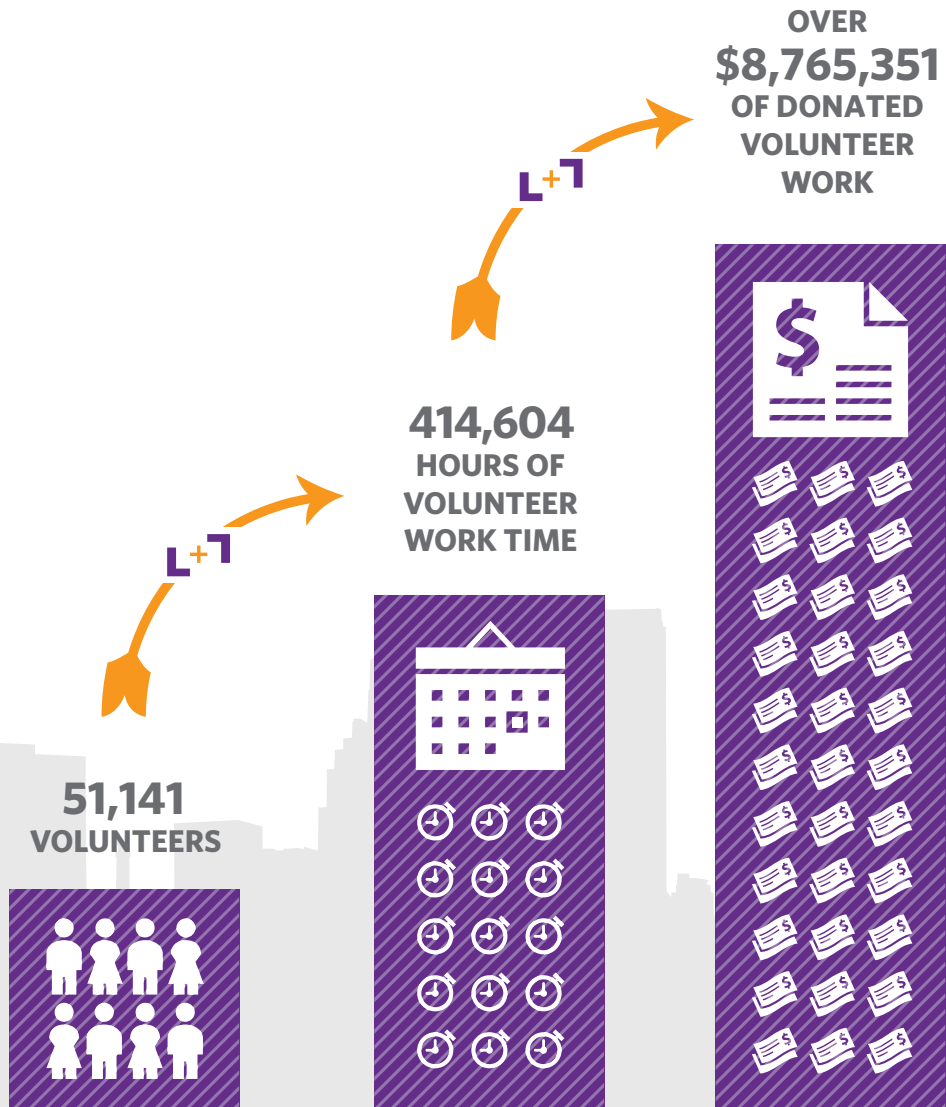 51,141
VOLUNTEERS
414,604
HOURS OF
VOLUNTEER
WORK TIME
OVER
$8,765,351
OF DONATED
VOLUNTEER
WORK